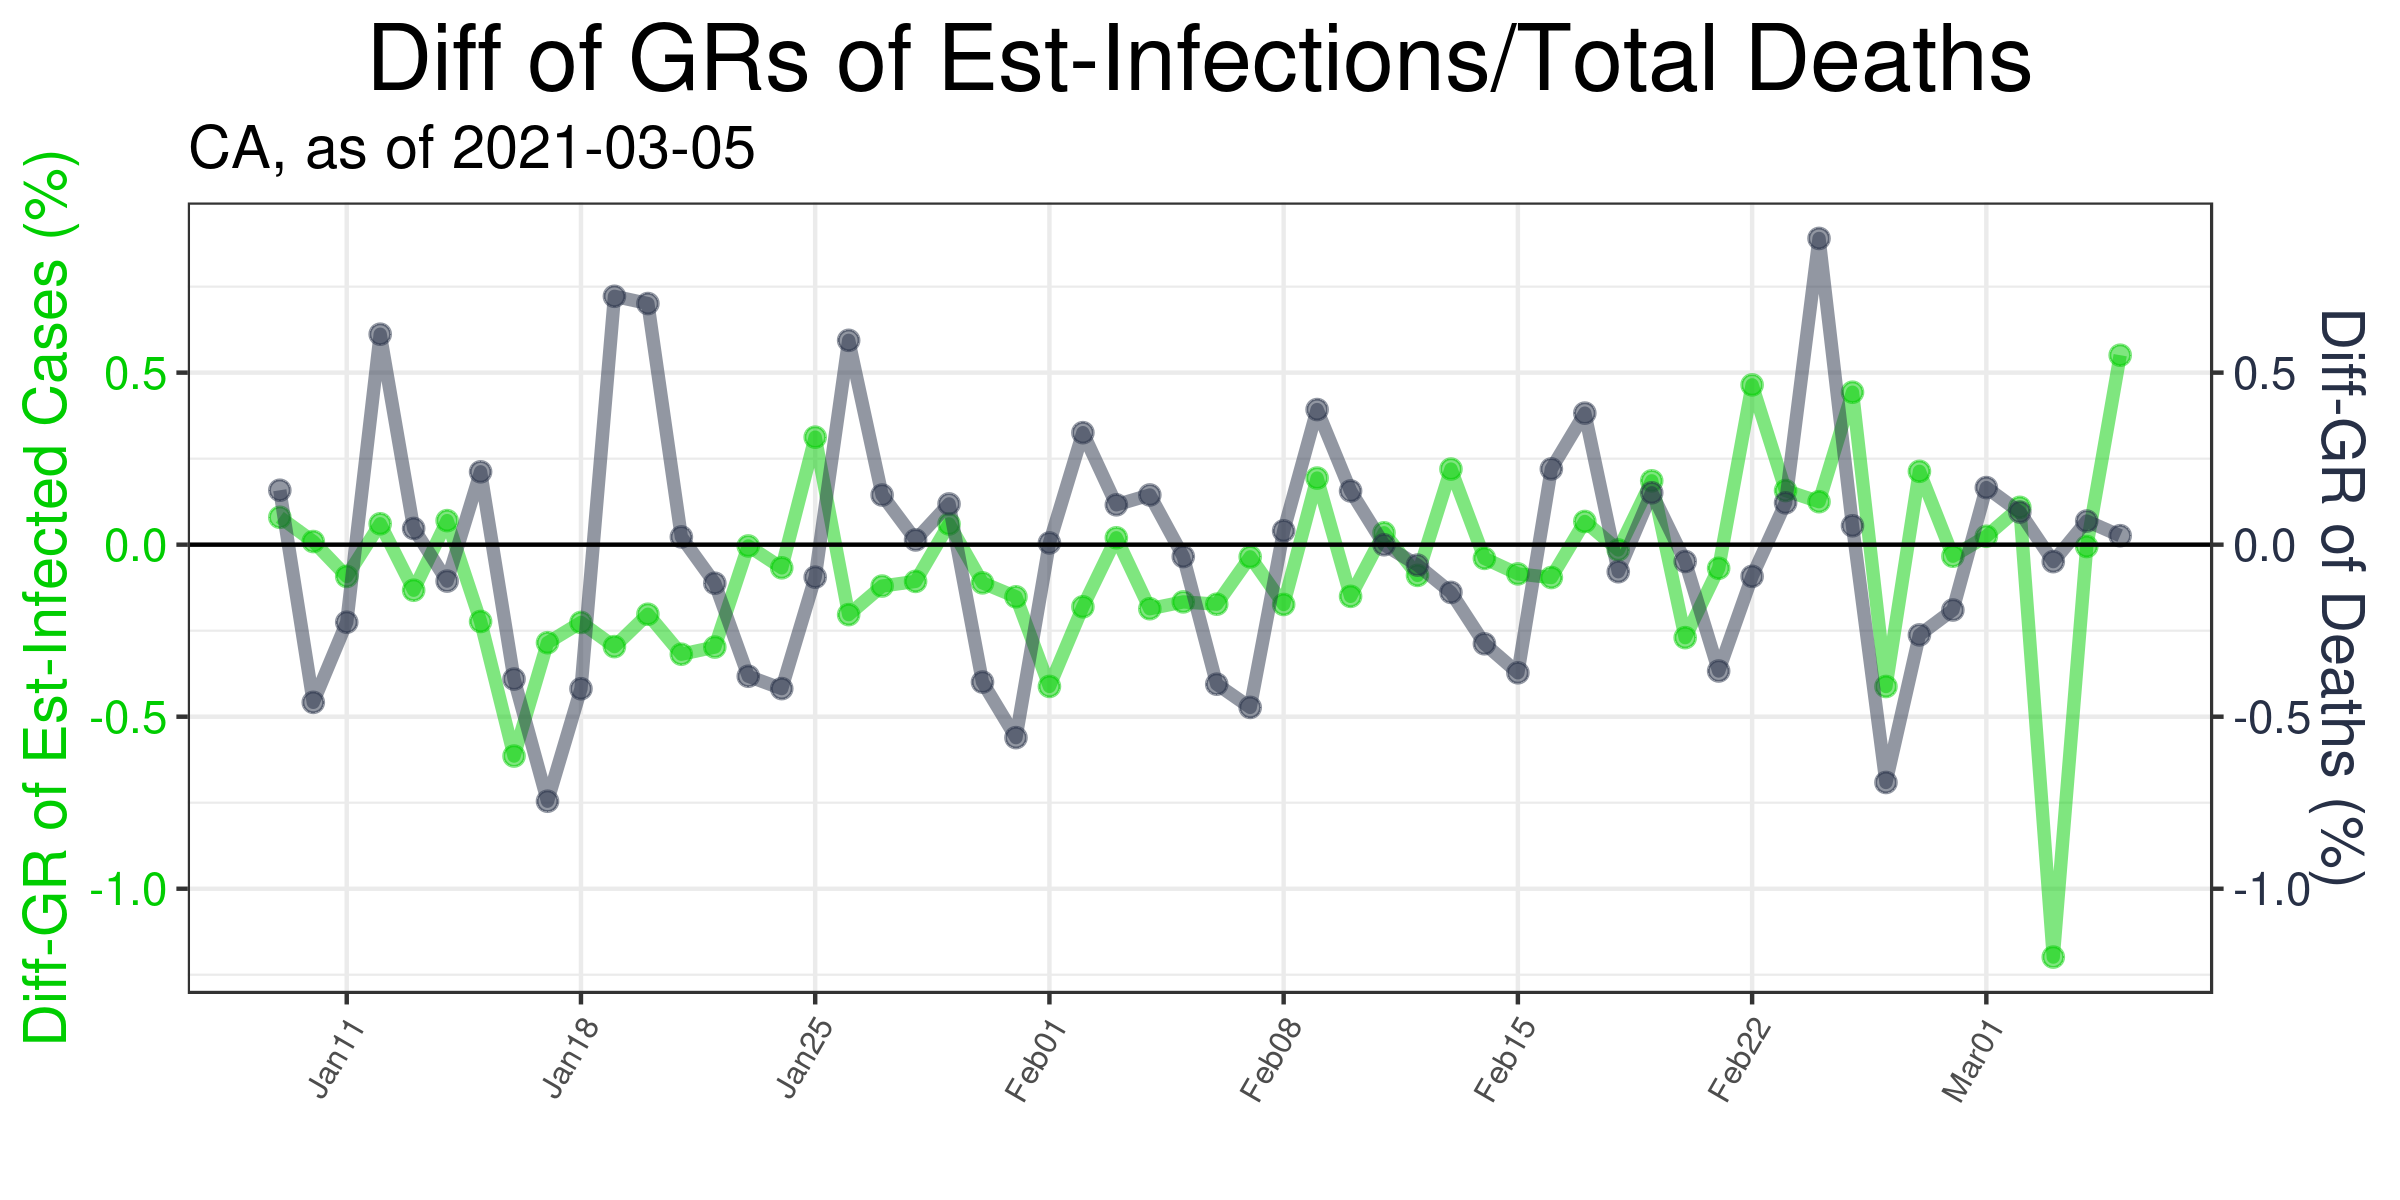 Diff of GRs of Est-Infections/Total Deaths
CA, as of 2021-03-05
Diff-GR of Est-Infected Cases (%)
0.5
0.0
-0.5
-1.0
0.5
0.0
-0.5
-1.0
Diff-GR of Deaths (%)
Jan11
Jan18
Jan25
Feb01
Feb08
Feb15
Feb22
Mar01